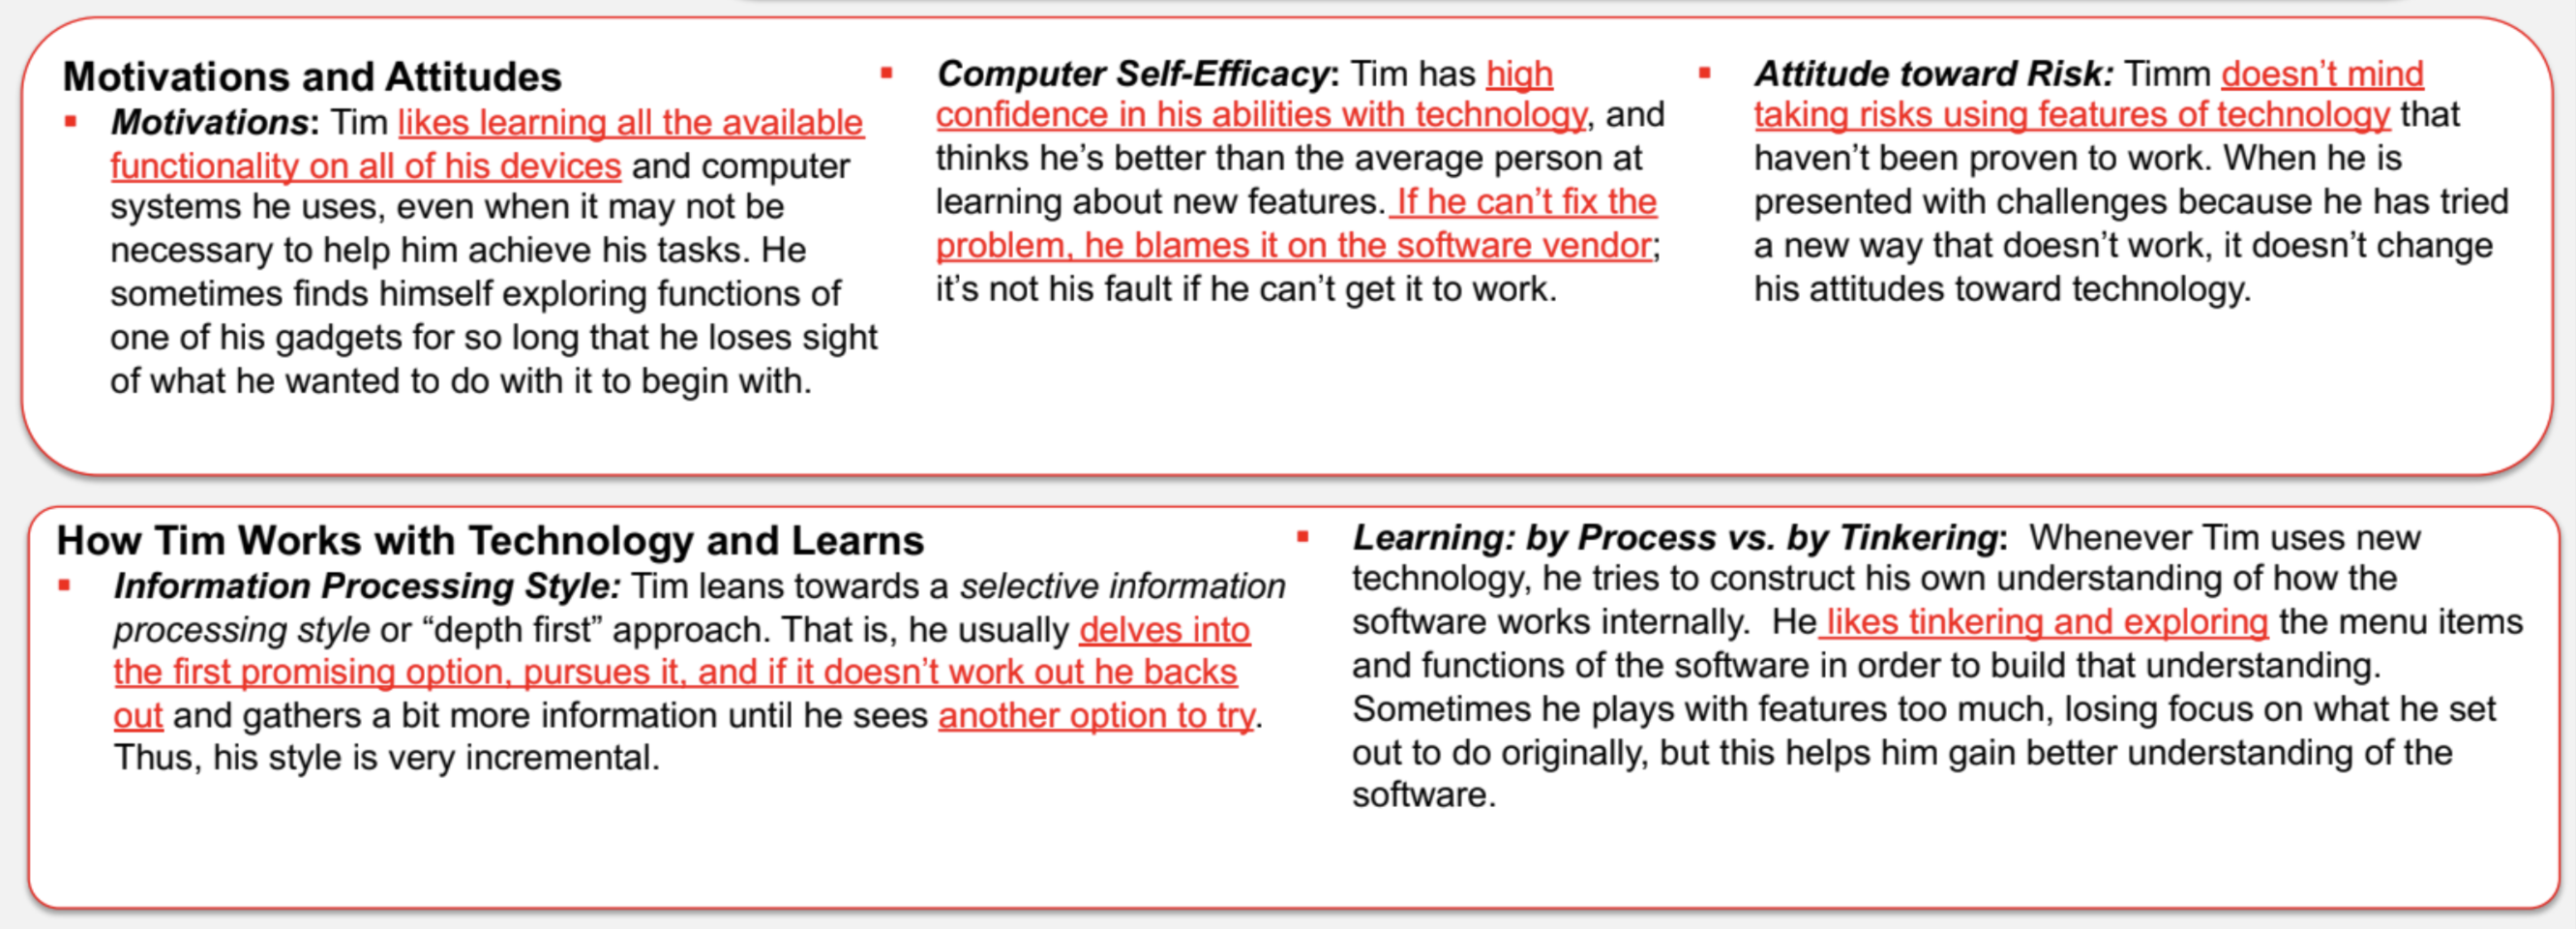 Motivations and Attitudes
▪ Motivations: Tim likes learning all the available
functionality on all of his devices and computer
systems he uses, even when it may not be
necessary to help him achieve his tasks. He
sometimes finds himself exploring functions of
one of his gadgets for so long that he loses sight
of what he wanted to do with it to begin with.
▪ Computer Self-Efficacy: Tim has high
confidence in his abilities with technology, and
thinks he’s better than the average person at
learning about new features. If he can’t fix the
problem, he blames it on the software vendor;
it’s not his fault if he can’t get it to work.
▪ Attitude toward Risk: Timm doesn’t mind
taking risks using features of technology that
haven’t been proven to work. When he is
presented with challenges because he has tried
a new way that doesn’t work, it doesn’t change
his attitudes toward technology.
How Tim Works with Technology and Learns
▪ Information Processing Style: Tim leans towards a selective information
processing style or “depth first” approach. That is, he usually delves into
the first promising option, pursues it, and if it doesn’t work out he backs
out and gathers a bit more information until he sees another option to try.
Thus, his style is very incremental.
▪ Learning: by Process vs. by Tinkering: Whenever Tim uses new
technology, he tries to construct his own understanding of how the
software works internally. He likes tinkering and exploring the menu items
and functions of the software in order to build that understanding.
Sometimes he plays with features too much, losing focus on what he set
out to do originally, but this helps him gain better understanding of the
software.